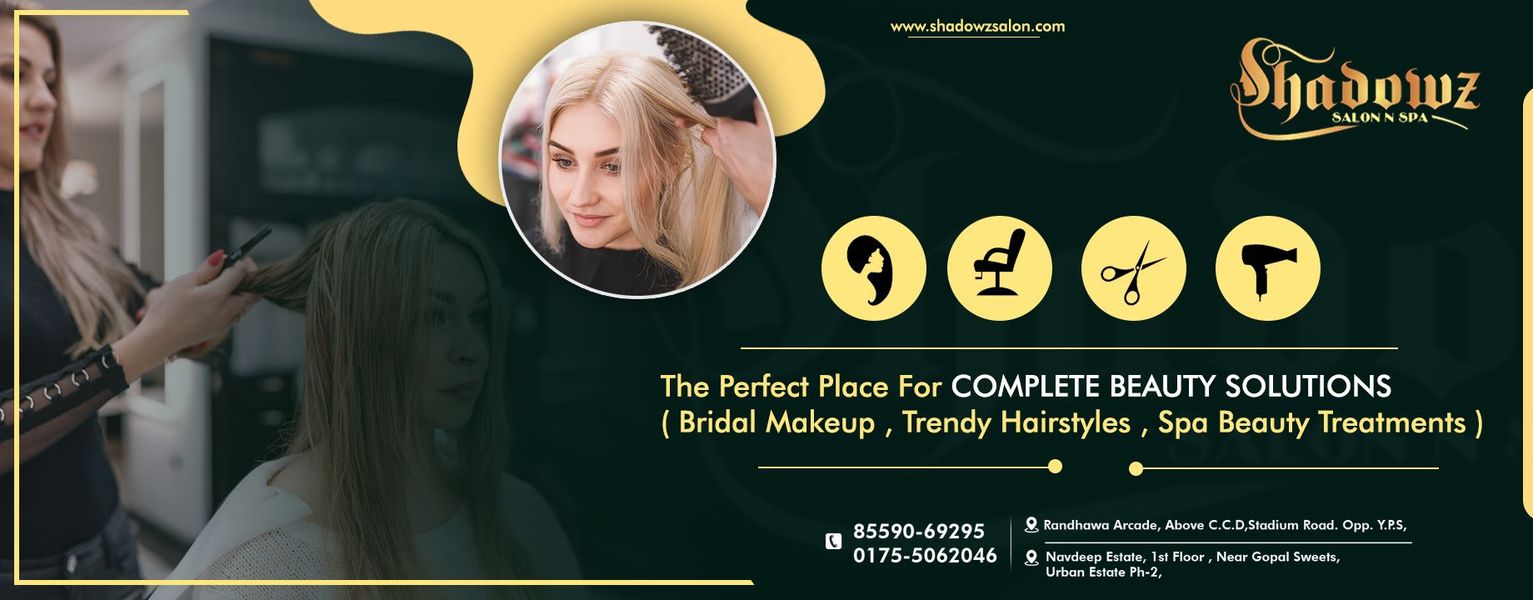 www.shadowzsalon.com
Shadowz
SALON N SPA
The Perfect Place For COMPLETE BEAUTY SOLUTIONS
( Bridal Makeup , Trendy Hairstyles , Spa Beauty Treatments )
85590-69295
0175-5062046
Randhawa Arcade, Above C.C.D,Stadium Road. Opp. Y.P.S,
Navdeep Estate, 1st Floor , Near Gopal Sweets,
Urban Estate Ph-2,